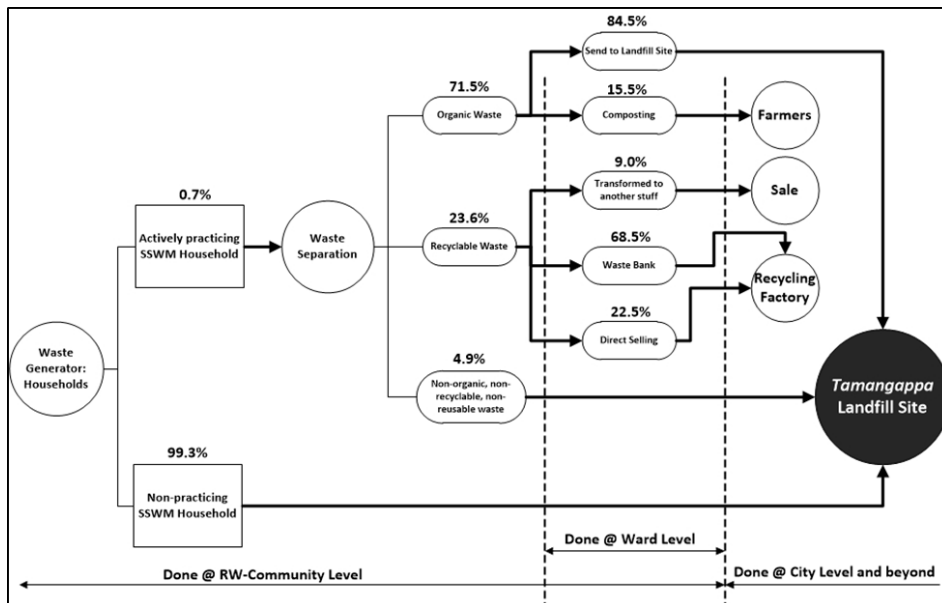 84.5%
Send to Landfill Site
71.5%
Organic Waste
15.5%
Composting
Farmers
9.0%
Transformed to
another stuff
Sale
0.7%
Actively practicing
SSWM Household
Waste
Separation
23.6%
Recyclable Waste
68.5%
Waste Bank
Recycling
Factory
22.5%
Direct Selling
Waste
Generator:
Households
4.9%
Non-organic, non-
recyclable, non-
reusable waste
Tamangappa
Landfill Site
99.3%
Non-practicing
SSWM Household
Done @ Ward Level
Done @ RW-Community Level
Done @ City Level and beyond